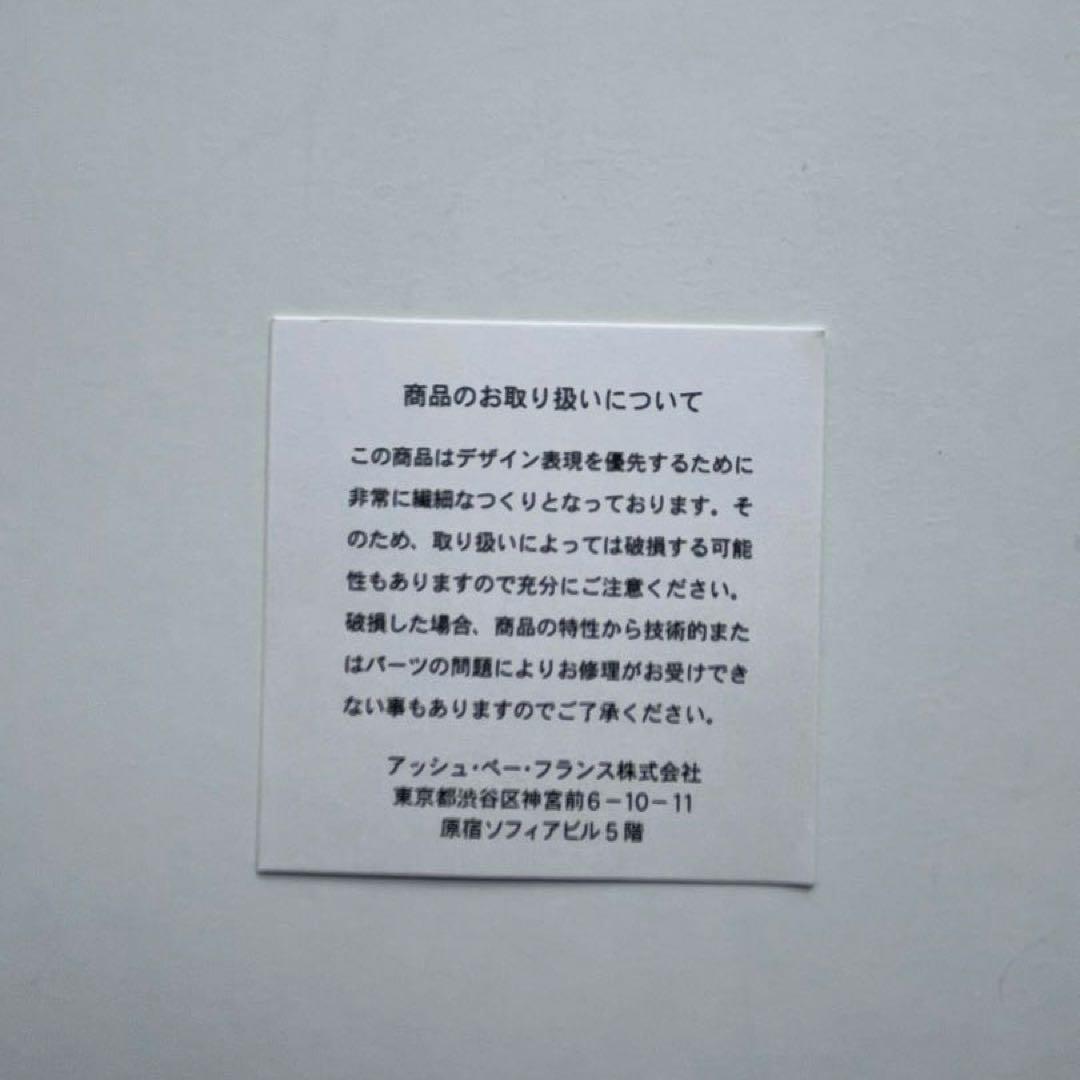 商品のお取り扱いについて
この商品はデザイン表現を優先するために
非常に繊細なつくりとなっております。そ
のため、取り扱いによっては破損する可能
性もありますので充分にご注意ください。
破損した場合、商品の特性から技術的また
はパーツの問題によりお修理がお受けでき
ない事もありますのでご了承ください。
アッシュ・ペー・フランス株式会社
東京都渋谷区神宮前6-10-11
原宿ソフィアビル5階